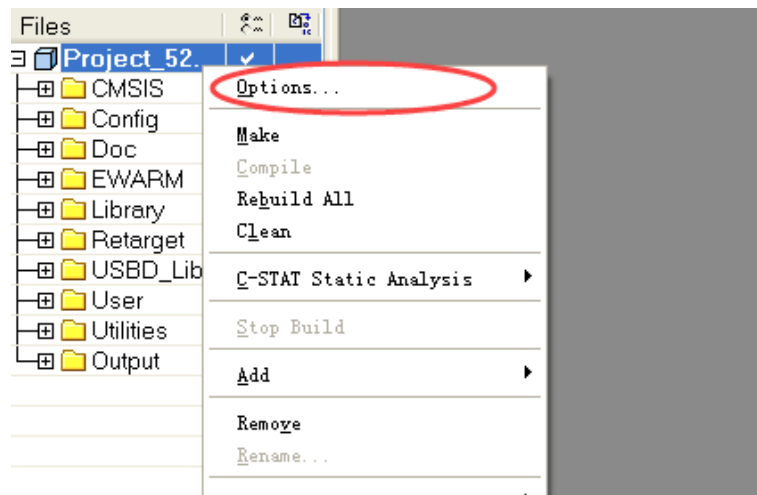 Files
Project_52.
CMSIS
Config
Doc
EWARM
Library
Retarget
USBD_Lib
User
Utilities
Output
Options...
Make
Compile
Rebuild All
Clean
C-STAT Static Analysis
Stop Build
Add
Remove
Rename...